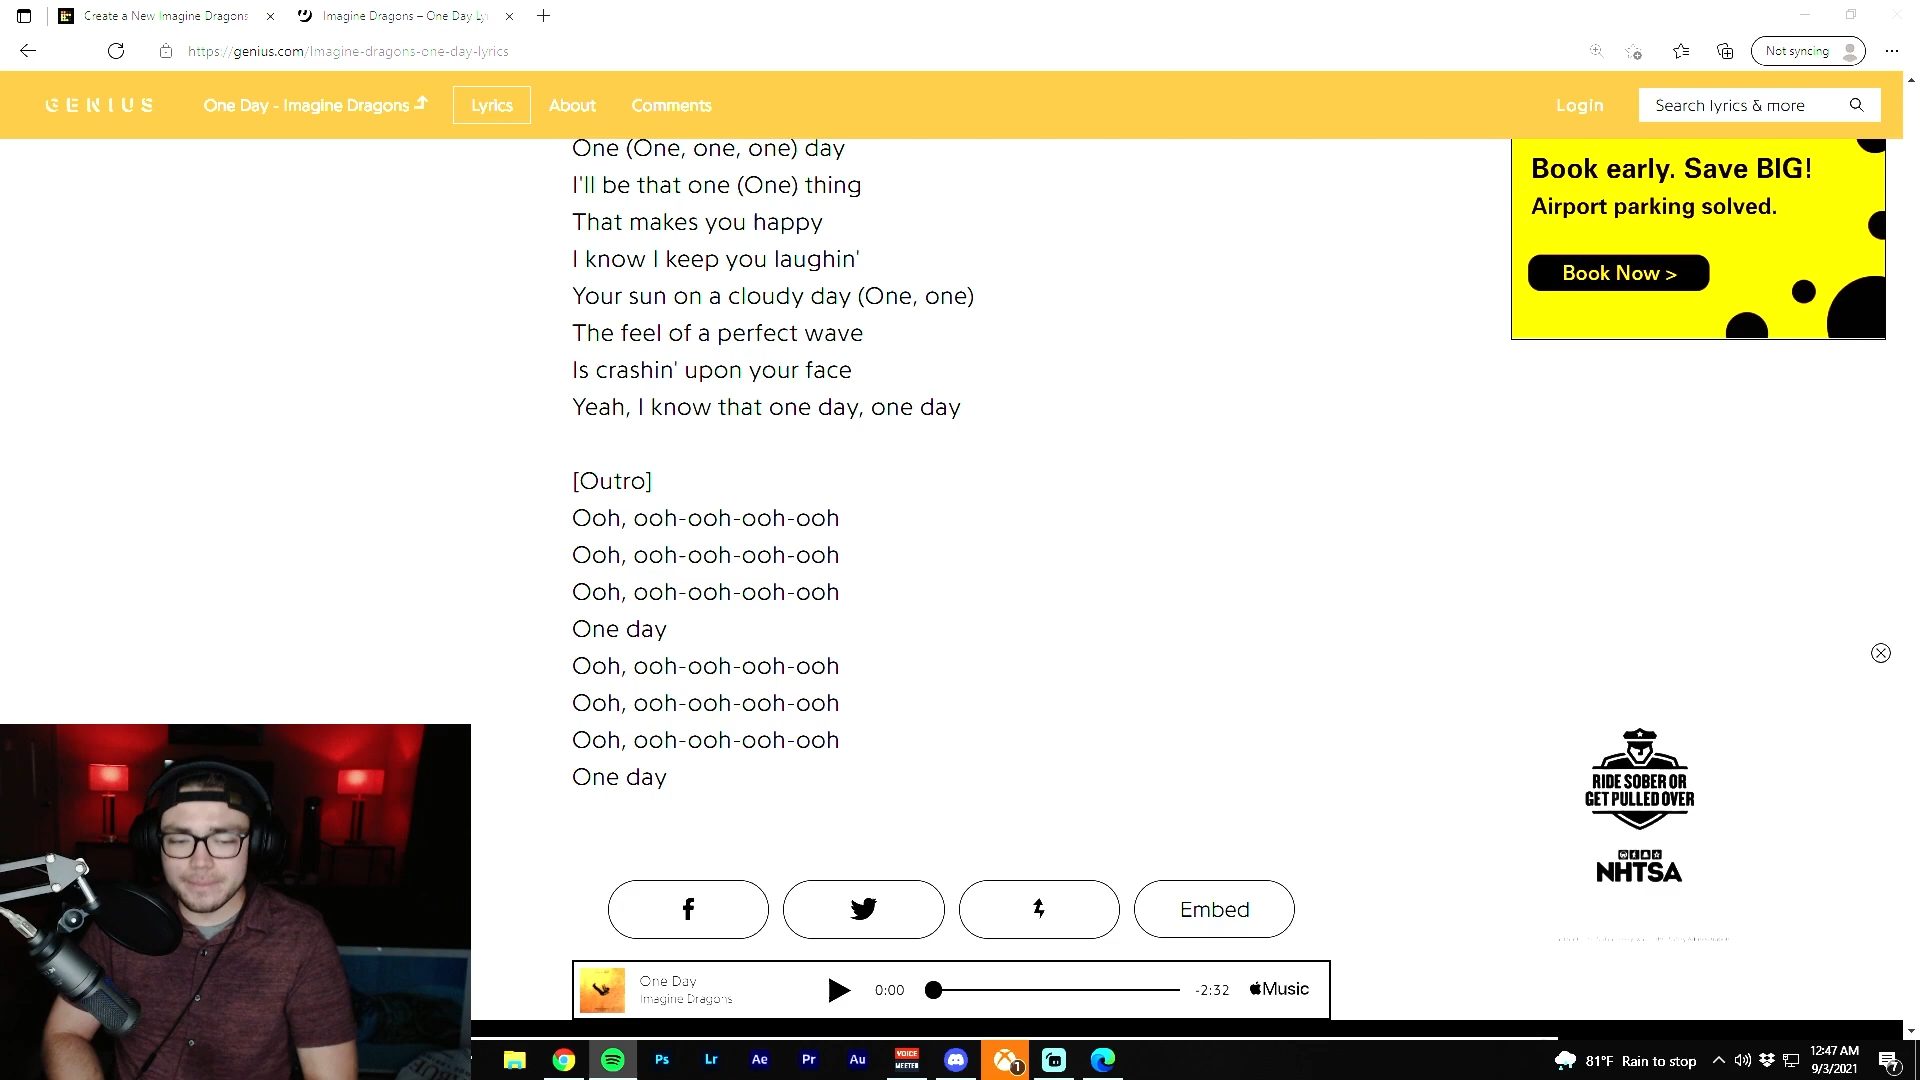 Create a New Imagine Dragons
Imagine Dragons – One Day Ly
https://genius.com/Imagine-dragons-one-day-lyrics
Not syncing
GENIUS
One Day - Imagine Dragons
Lyrics
About
Comments
Login
Search lyrics & more
One (One, one, one) day
I'll be that one (One) thing
That makes you happy
I know I keep you laughin'
Your sun on a cloudy day (One, one)
The feel of a perfect wave
Is crashin' upon your face
Yeah, I know that one day, one day
[Outro]
Ooh, ooh-ooh-ooh-ooh
Ooh, ooh-ooh-ooh-ooh
Ooh, ooh-ooh-ooh-ooh
One day
Ooh, ooh-ooh-ooh-ooh
Ooh, ooh-ooh-ooh-ooh
Ooh, ooh-ooh-ooh-ooh
One day
Book early. Save BIG!
Airport parking solved.
Book Now >
RIDE SOBER OR
GET PULLED OVER
NHTSA
Embed
One Day
Imagine Dragons
0:00
-2:32
Music
Ps
Lr
Ae
Pr
Au
VOICE
MEETER
1
81°F Rain to stop
12:47 AM
9/3/2021
7